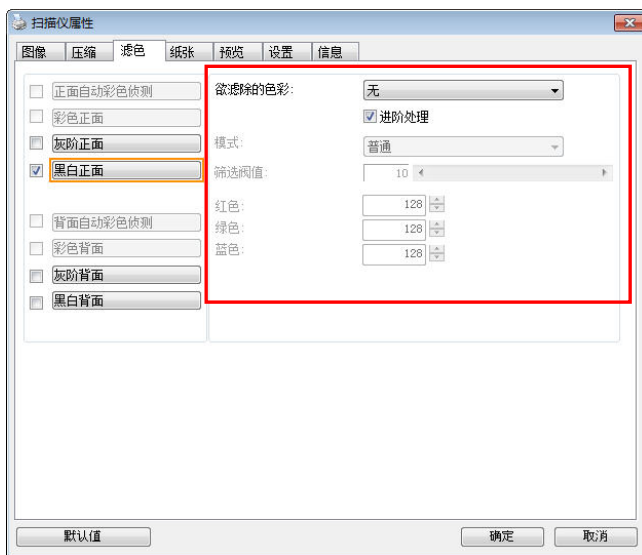 扫描仪属性
图像 压缩 滤色 纸张 预览 设置 信息
正面自动彩色侦测
彩色正面
灰阶正面
黑白正面
背面自动彩色侦测
彩色背面
灰阶背面
黑白背面
欲滤除的色彩: 无
进阶处理
模式: 普通
筛选阀值: 10
红色: 128
绿色: 128
蓝色: 128
默认值 确定 取消